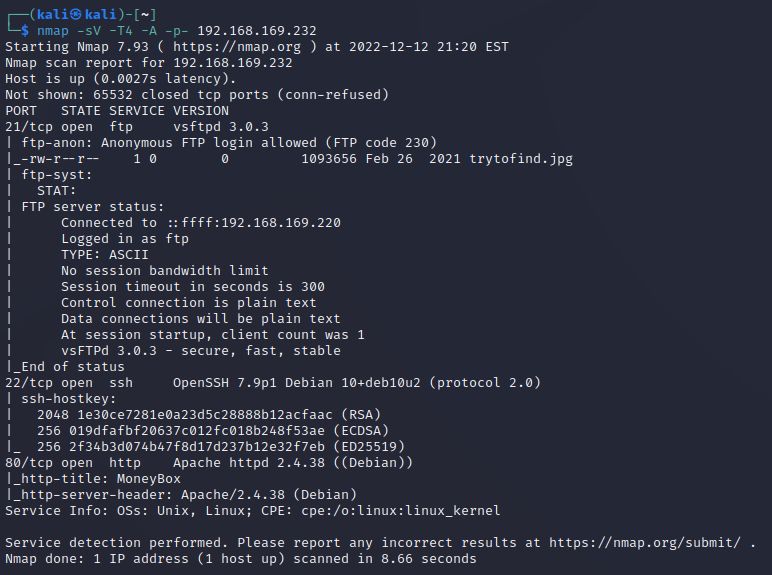 ┌──(kali㉿kali)-[~]
└─$ nmap -sV -T4 -A -p- 192.168.169.232
Starting Nmap 7.93 ( https://nmap.org ) at 2022-12-12 21:20 EST
Nmap scan report for 192.168.169.232
Host is up (0.0027s latency).
Not shown: 65532 closed tcp ports (conn-refused)
PORT   STATE SERVICE VERSION
21/tcp open  ftp     vsftpd 3.0.3
| ftp-anon: Anonymous FTP login allowed (FTP code 230)
|_-rw-r--r--    1 0        0         1093656 Feb 26  2021 trytofind.jpg
| ftp-syst:
|   STAT:
| FTP server status:
|      Connected to ::ffff:192.168.169.220
|      Logged in as ftp
|      TYPE: ASCII
|      No session bandwidth limit
|      Session timeout in seconds is 300
|      Control connection is plain text
|      Data connections will be plain text
|      At session startup, client count was 1
|      vsFTPd 3.0.3 - secure, fast, stable
|_End of status
22/tcp open  ssh     OpenSSH 7.9p1 Debian 10+deb10u2 (protocol 2.0)
| ssh-hostkey:
|   2048 1e30ce7281e0a23d5c28888b12acfaac (RSA)
|   256 019dfafbf20637c012fc018b248f53ae (ECDSA)
|_  256 2f34b3d074b47f8d17d237b12e32f7eb (ED25519)
80/tcp open  http    Apache httpd 2.4.38 ((Debian))
|_http-title: MoneyBox
|_http-server-header: Apache/2.4.38 (Debian)
Service Info: OSs: Unix, Linux; CPE: cpe:/o:linux:linux_kernel

Service detection performed. Please report any incorrect results at https://nmap.org/submit/ .
Nmap done: 1 IP address (1 host up) scanned in 8.66 seconds